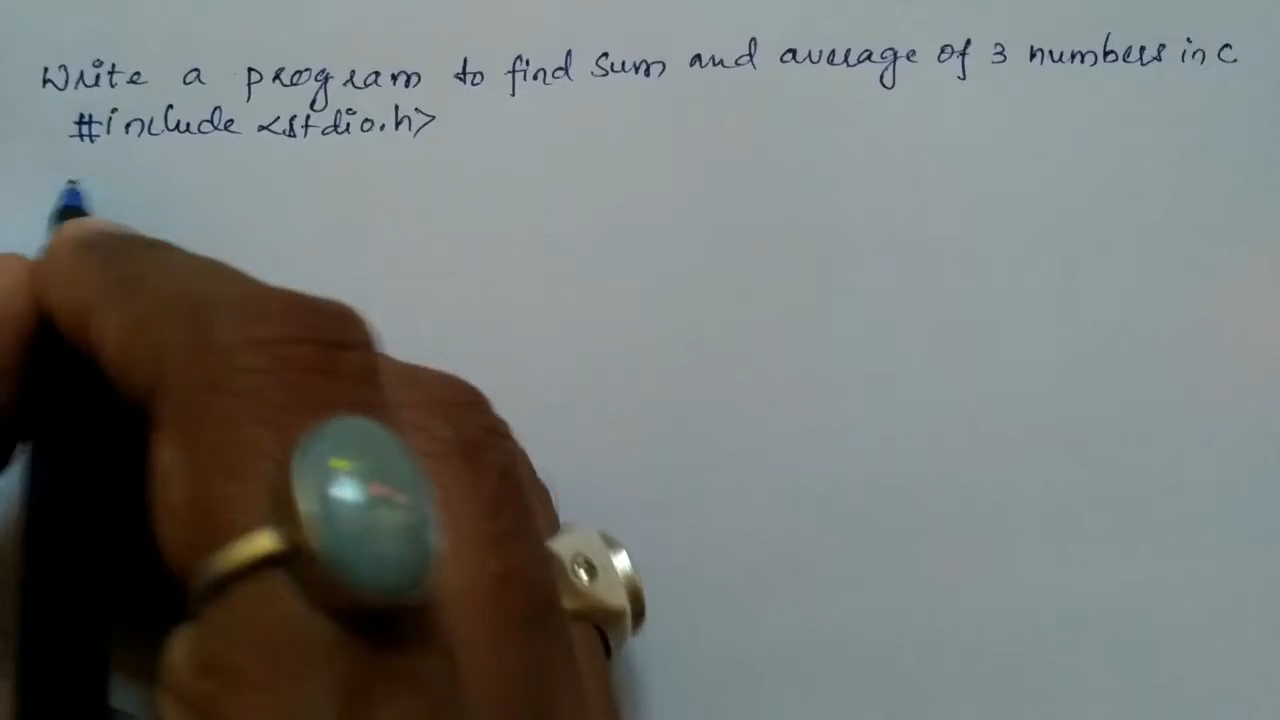 Write a program to find sum and average of 3 numbers in c
#include <stdio.h>